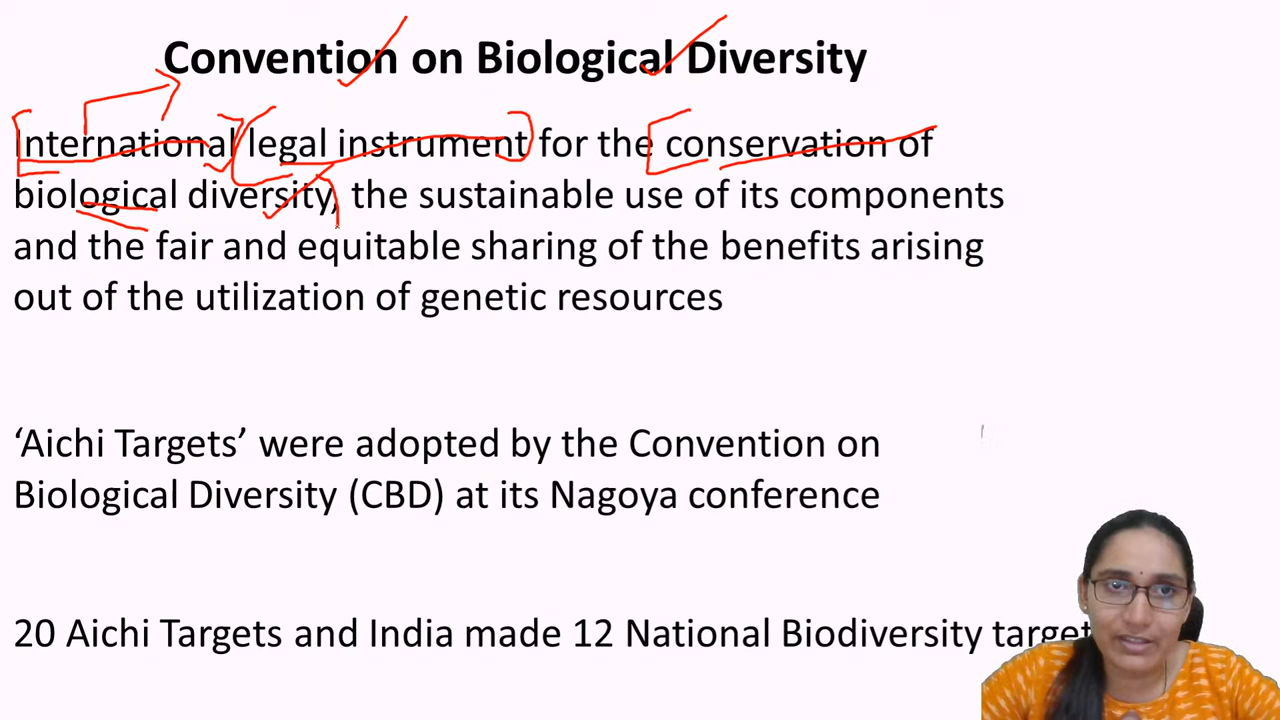 Convention on Biological Diversity
International legal instrument for the conservation of
biological diversity, the sustainable use of its components
and the fair and equitable sharing of the benefits arising
out of the utilization of genetic resources
‘Aichi Targets’ were adopted by the Convention on
Biological Diversity (CBD) at its Nagoya conference
20 Aichi Targets and India made 12 National Biodiversity target